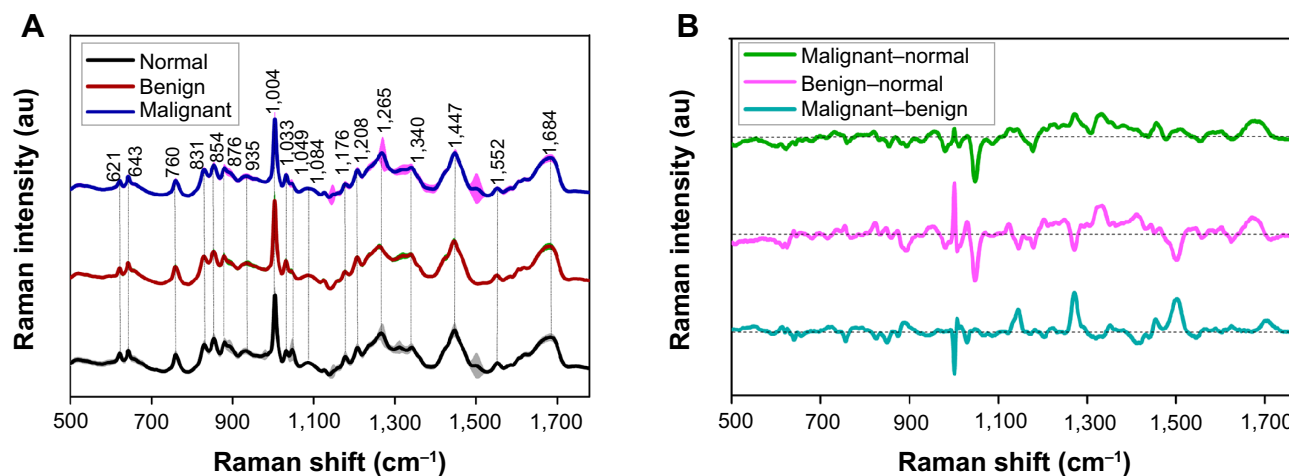 A
Raman intensity (au)
Normal
Benign
Malignant
621
643
760
831
854
876
935
1,004
1,033
1,049
1,084
1,176
1,208
1,265
1,340
1,447
1,552
1,684
500 700 900 1,100 1,300 1,500 1,700
Raman shift (cm⁻¹)
B
Raman intensity (au)
Malignant–normal
Benign–normal
Malignant–benign
500 700 900 1,100 1,300 1,500 1,700
Raman shift (cm⁻¹)